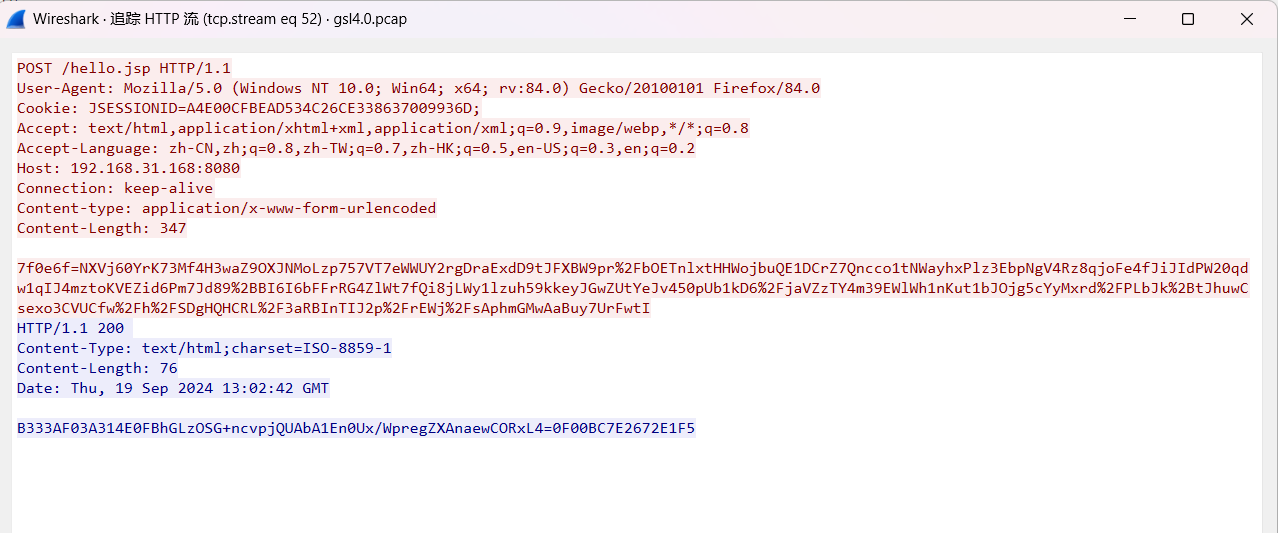 Wireshark · 追踪 HTTP 流 (tcp.stream eq 52) · gsl4.0.pcap
POST /hello.jsp HTTP/1.1
User-Agent: Mozilla/5.0 (Windows NT 10.0; Win64; x64; rv:84.0) Gecko/20100101 Firefox/84.0
Cookie: JSESSIONID=A4E00CFBEAD534C26CE338637009936D;
Accept: text/html,application/xhtml+xml,application/xml;q=0.9,image/webp,*/*;q=0.8
Accept-Language: zh-CN,zh;q=0.8,zh-TW;q=0.7,zh-HK;q=0.5,en-US;q=0.3,en;q=0.2
Host: 192.168.31.168:8080
Connection: keep-alive
Content-type: application/x-www-form-urlencoded
Content-Length: 347
7f0e6f=NXVj60YrK73Mf4H3waZ9OXJNMoLzp757VT7eWWUY2rgDraExdD9tJFXBW9pr%2FbOETnlxtHHWojbuQE1DCrZ7Qncco1tNWayhxPlz3EbpNgV4Rz8qjoFe4fJiJIdPW20qd
w1qIJ4mztoKVEZid6Pm7Jd89%2BBI6I6bFFrRG4ZlWt7fQi8jLWy1lzuh59kkeyJGwZUtYeJv450pUb1kD6%2FjaVZzTY4m39EWlWh1nKut1bJOjg5cYyMxrd%2FPLbJk%2BtJhuwC
sexo3CVUCfw%2Fh%2FSDgHQHCRL%2F3aRBInTIJ2p%2FrEWj%2FsAphmGMwAaBuy7UrFwtI
HTTP/1.1 200
Content-Type: text/html;charset=ISO-8859-1
Content-Length: 76
Date: Thu, 19 Sep 2024 13:02:42 GMT
B333AF03A314E0FBhGLzOSG+ncvpjQUAbA1En0Ux/WpregZXAnaewCORxL4=0F00BC7E2672E1F5